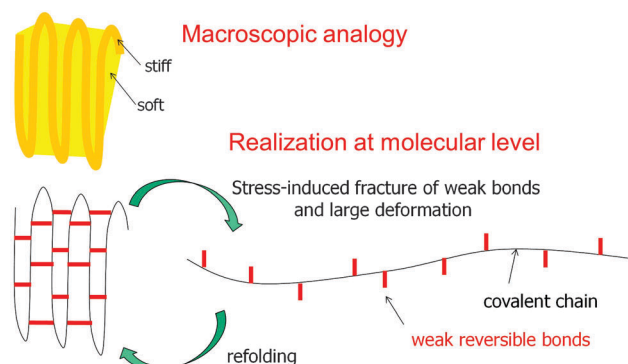 Macroscopic analogy
stiff
soft
Realization at molecular level
Stress-induced fracture of weak bonds
and large deformation
covalent chain
weak reversible bonds
refolding